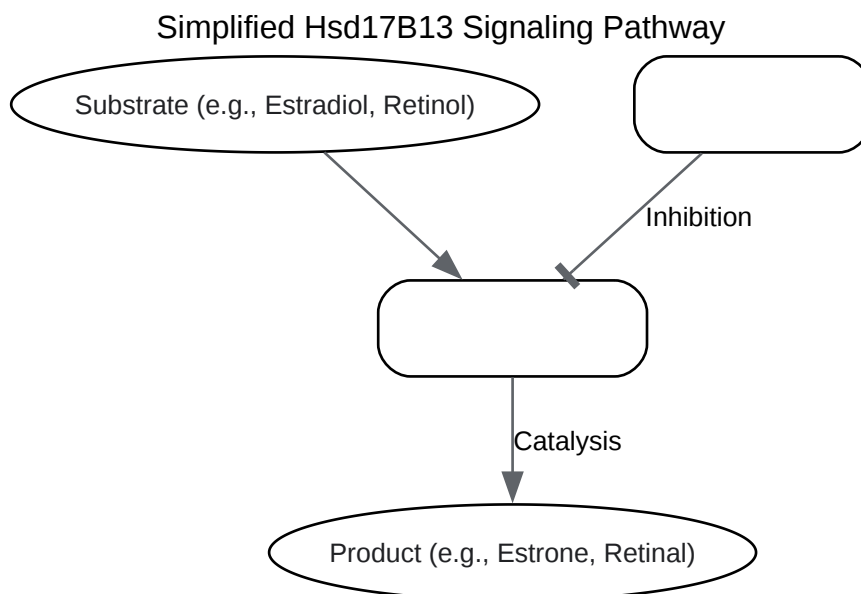 Simplified Hsd17B13 Signaling Pathway
Substrate (e.g., Estradiol, Retinol)
Inhibition
Catalysis
Product (e.g., Estrone, Retinal)